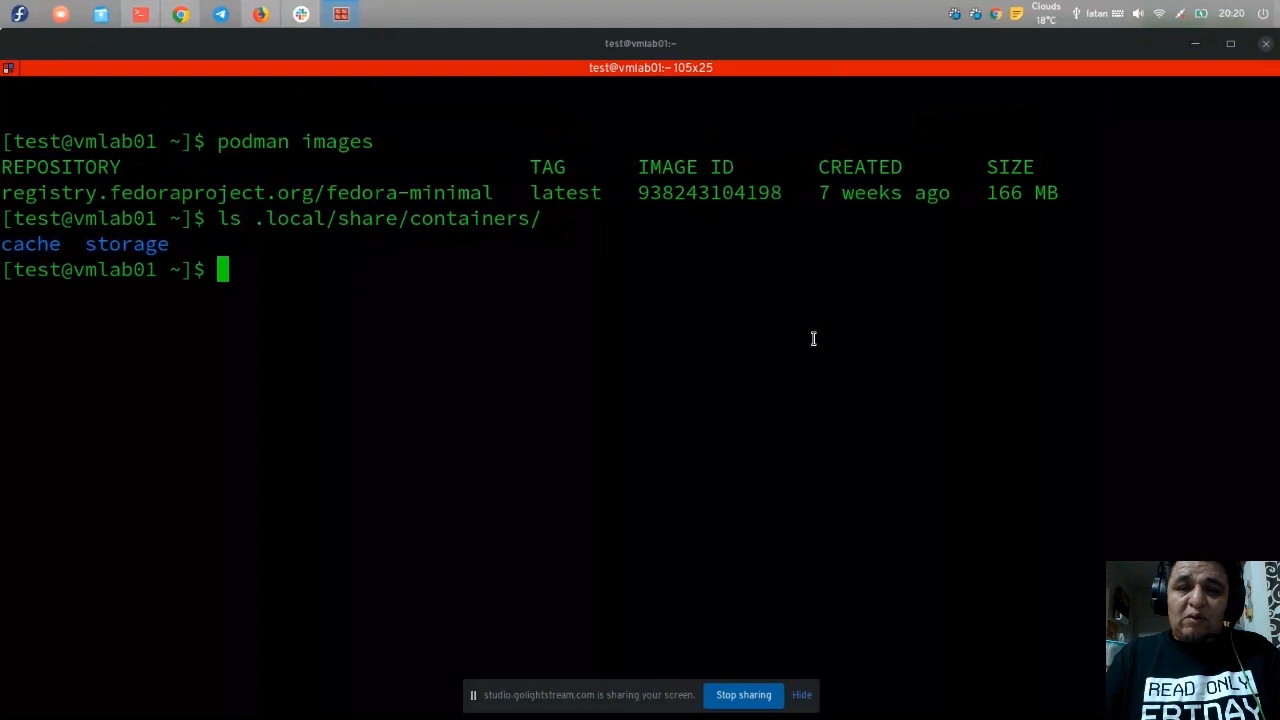 Clouds
18°C
latan
20:20
test@vmlab01:~
test@vmlab01:~ 105x25
[test@vmlab01 ~]$ podman images
REPOSITORY TAG IMAGE ID CREATED SIZE
registry.fedoraproject.org/fedora-minimal latest 938243104198 7 weeks ago 166 MB
[test@vmlab01 ~]$ ls .local/share/containers/
cache storage
[test@vmlab01 ~]$
studio.golightstream.com is sharing your screen. Stop sharing Hide
READ ONLY
FRIDAY